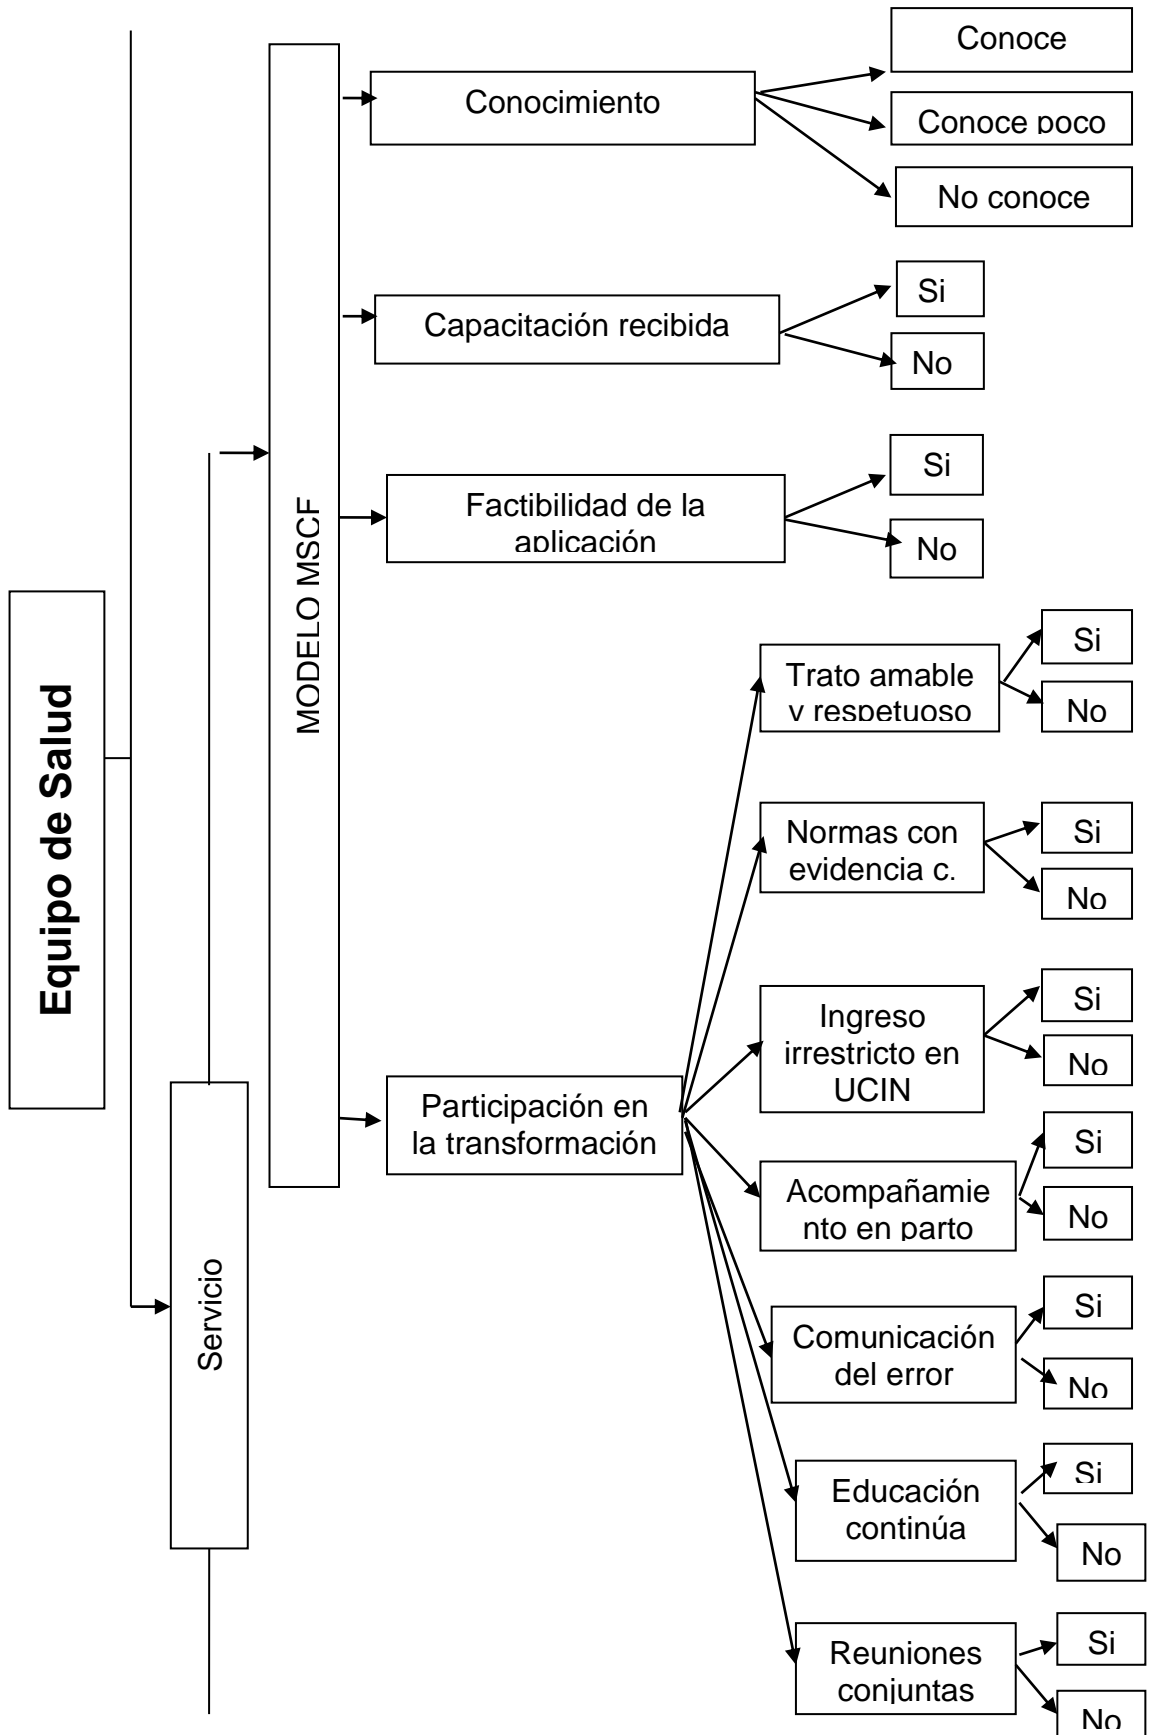 Equipo de Salud
Servicio
MODELO MSCF
Conocimiento
Conoce
Conoce poco
No conoce
Capacitación recibida
Si
No
Factibilidad de la
aplicación
Si
No
Participación en
la transformación
Trato amable
y respetuoso
Si
No
Normas con
evidencia c.
Si
No
Ingreso
irrestricto en
UCIN
Si
No
Acompañamie
nto en parto
Si
No
Comunicación
del error
Si
No
Educación
continúa
Si
No
Reuniones
conjuntas
Si
No